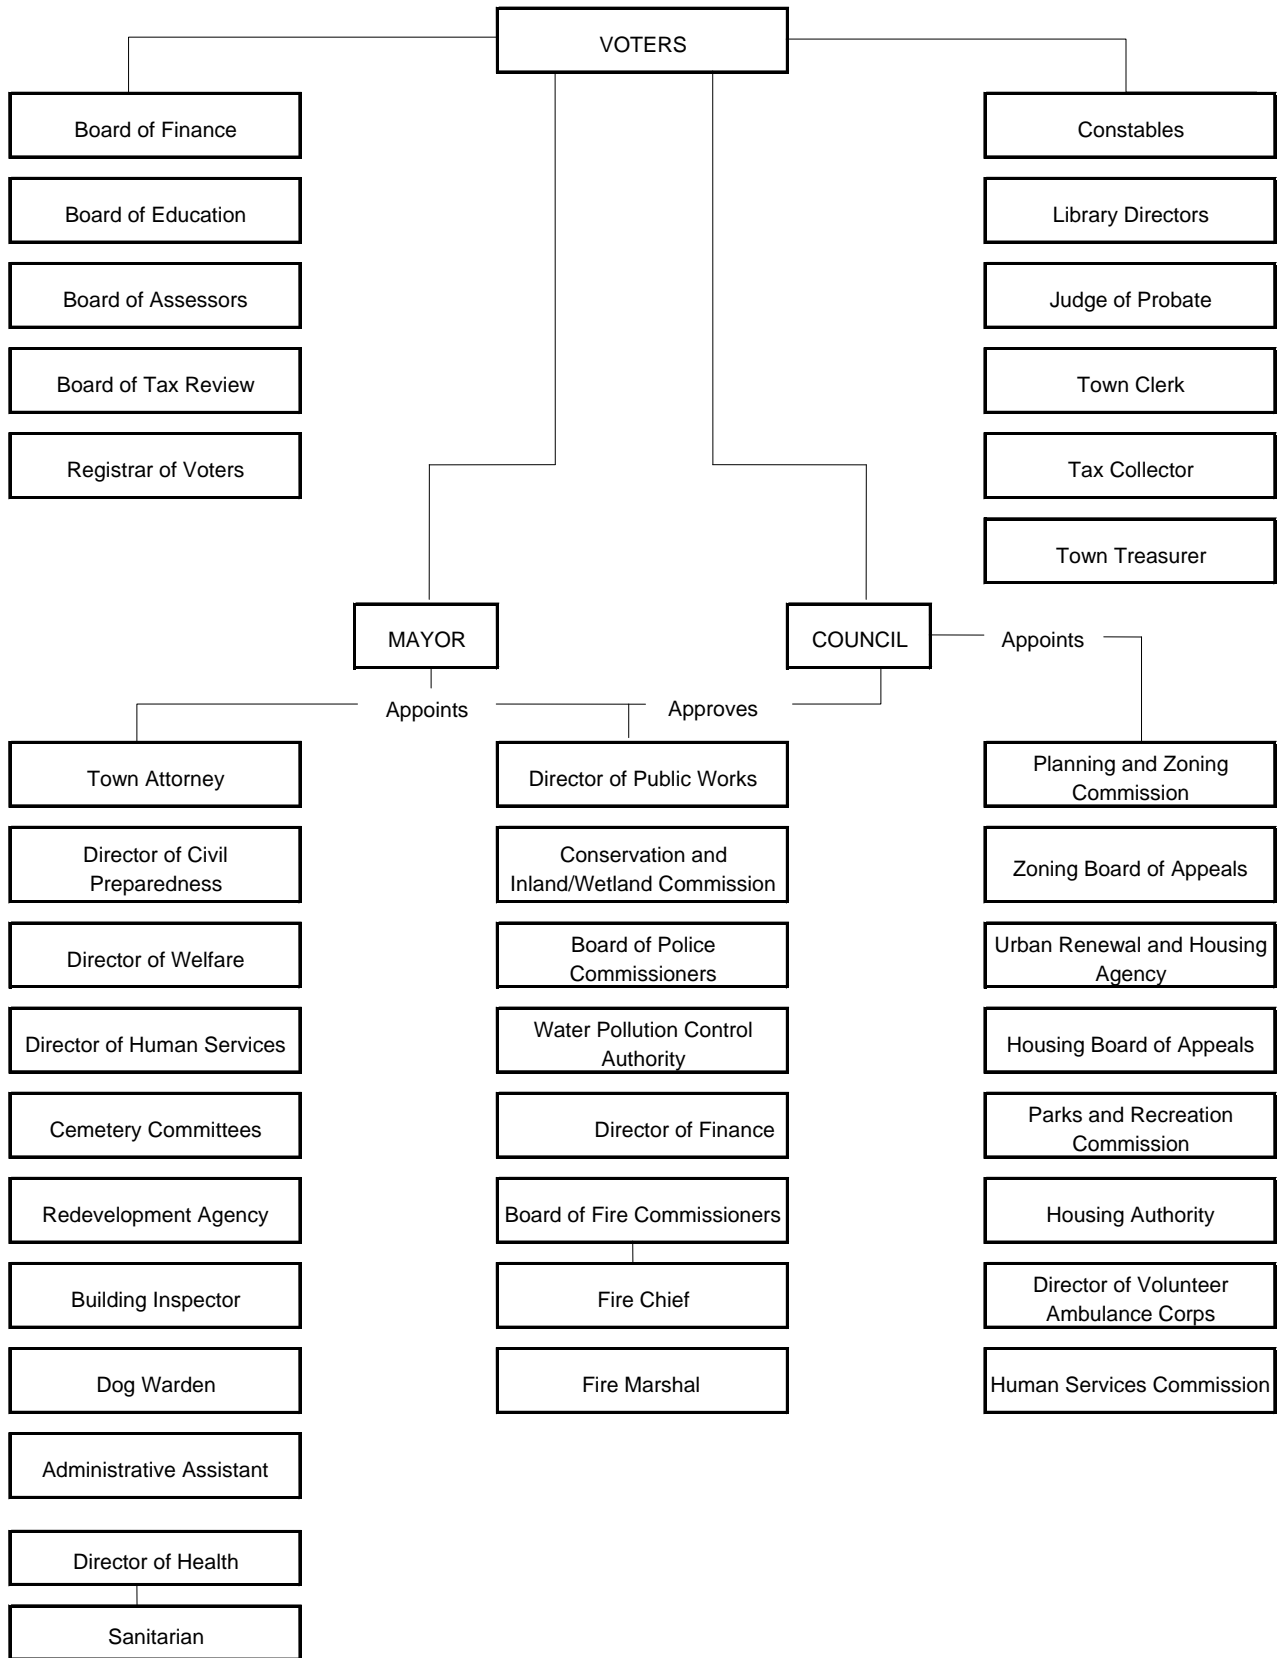 VOTERS
Board of Finance
Board of Education
Board of Assessors
Board of Tax Review
Registrar of Voters
Constables
Library Directors
Judge of Probate
Town Clerk
Tax Collector
Town Treasurer
MAYOR
COUNCIL
Appoints
Appoints
Approves
Town Attorney
Director of Civil
Preparedness
Director of Welfare
Director of Human Services
Cemetery Committees
Redevelopment Agency
Building Inspector
Dog Warden
Administrative Assistant
Director of Health
Sanitarian
Director of Public Works
Conservation and
Inland/Wetland Commission
Board of Police
Commissioners
Water Pollution Control
Authority
Director of Finance
Board of Fire Commissioners
Fire Chief
Fire Marshal
Planning and Zoning
Commission
Zoning Board of Appeals
Urban Renewal and Housing
Agency
Housing Board of Appeals
Parks and Recreation
Commission
Housing Authority
Director of Volunteer
Ambulance Corps
Human Services Commission